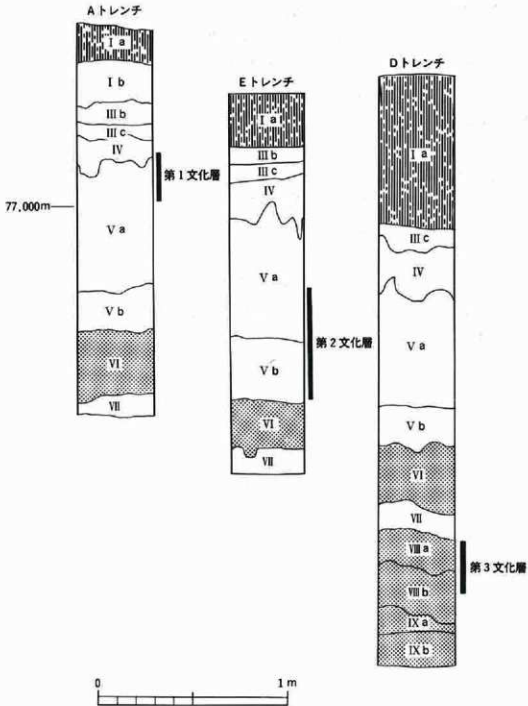 Aトレンチ
Ⅰa
Ⅰb
Ⅲb
Ⅲc
Ⅳ
第1文化層
77,000m
Ⅴa
Ⅴb
Ⅵ
Ⅶ
Eトレンチ
Ⅰa
Ⅲb
Ⅲc
Ⅳ
Ⅴa
第2文化層
Ⅴb
Ⅵ
Ⅶ
Dトレンチ
Ⅰa
Ⅲc
Ⅳ
Ⅴa
Ⅴb
Ⅵ
Ⅶ
Ⅷa
第3文化層
Ⅷb
Ⅸa
Ⅸb
0 1m